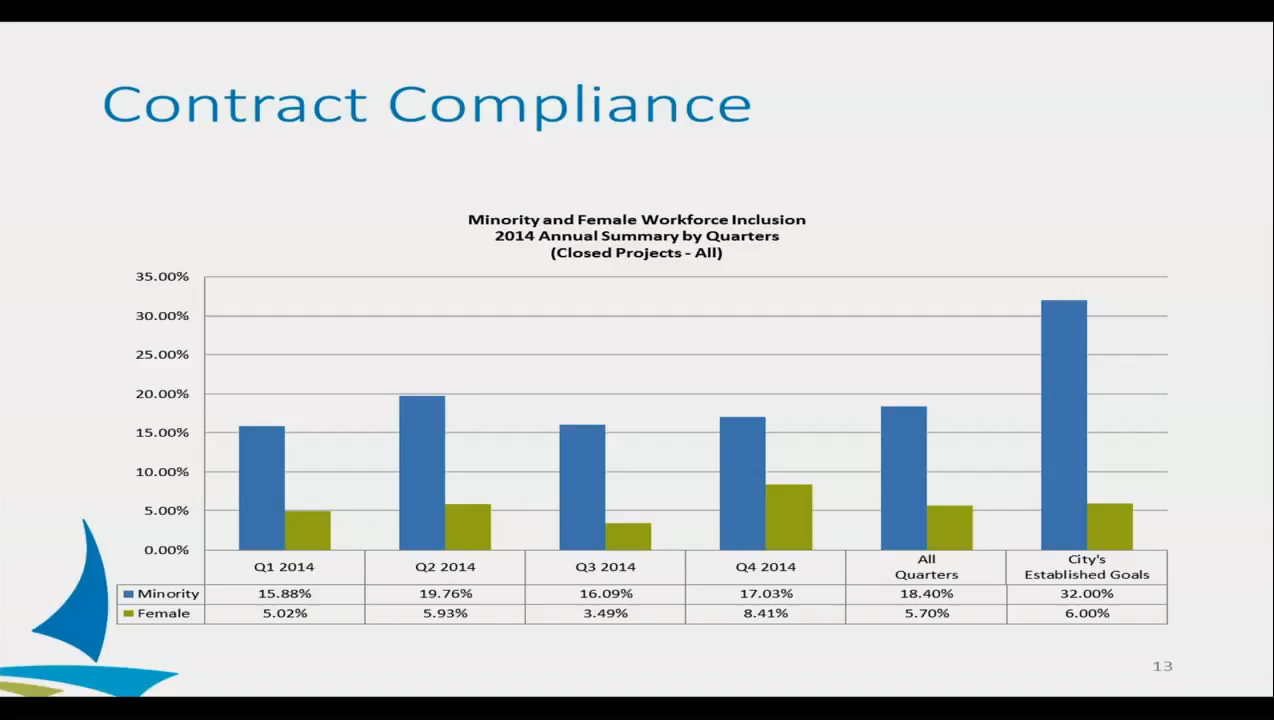 Contract Compliance
Minority and Female Workforce Inclusion
2014 Annual Summary by Quarters
(Closed Projects - All)
35.00%
30.00%
25.00%
20.00%
15.00%
10.00%
5.00%
0.00%
Q1 2014 Q2 2014 Q3 2014 Q4 2014 All Quarters City's Established Goals
Minority 15.88% 19.76% 16.09% 17.03% 18.40% 32.00%
Female 5.02% 5.93% 3.49% 8.41% 5.70% 6.00%
13